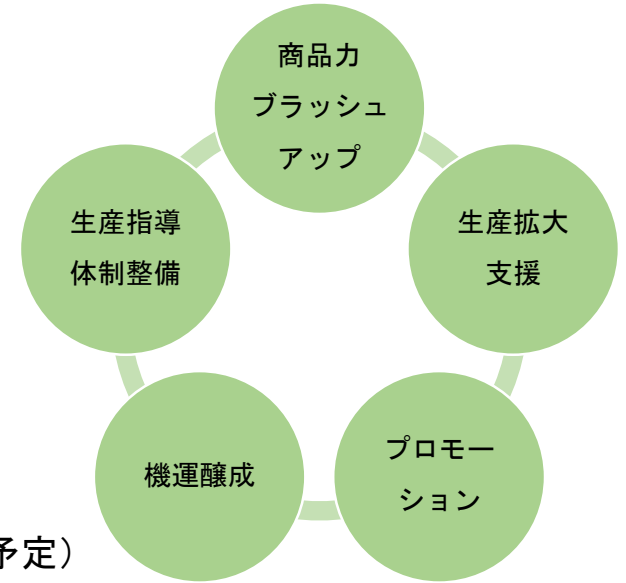 商品力
ブラッシュ
アップ
生産指導
体制整備
生産拡大
支援
機運醸成
プロモー
ション
予定）